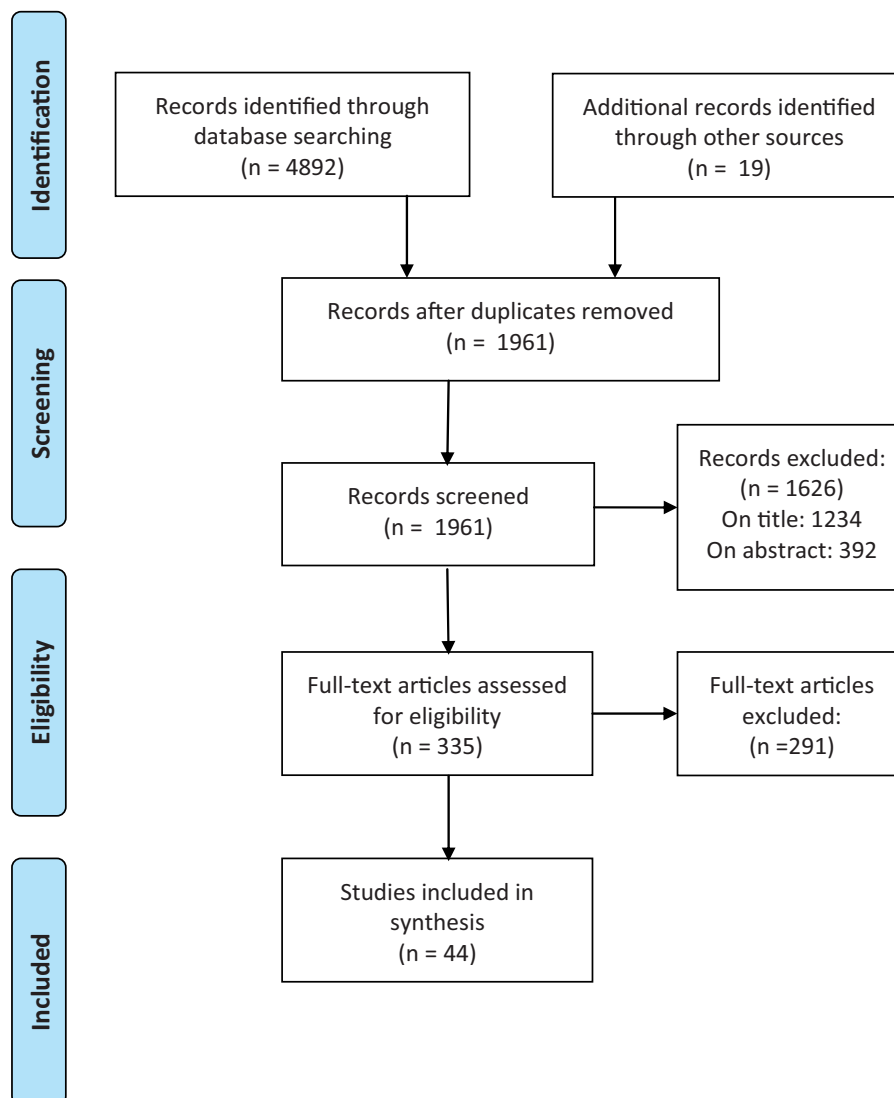 Identification
Records identified through
database searching
(n = 4892)
Additional records identified
through other sources
(n = 19)
Screening
Records after duplicates removed
(n = 1961)
Records screened
(n = 1961)
Records excluded:
(n = 1626)
On title: 1234
On abstract: 392
Eligibility
Full-text articles assessed
for eligibility
(n = 335)
Full-text articles
excluded:
(n =291)
Included
Studies included in
synthesis
(n = 44)